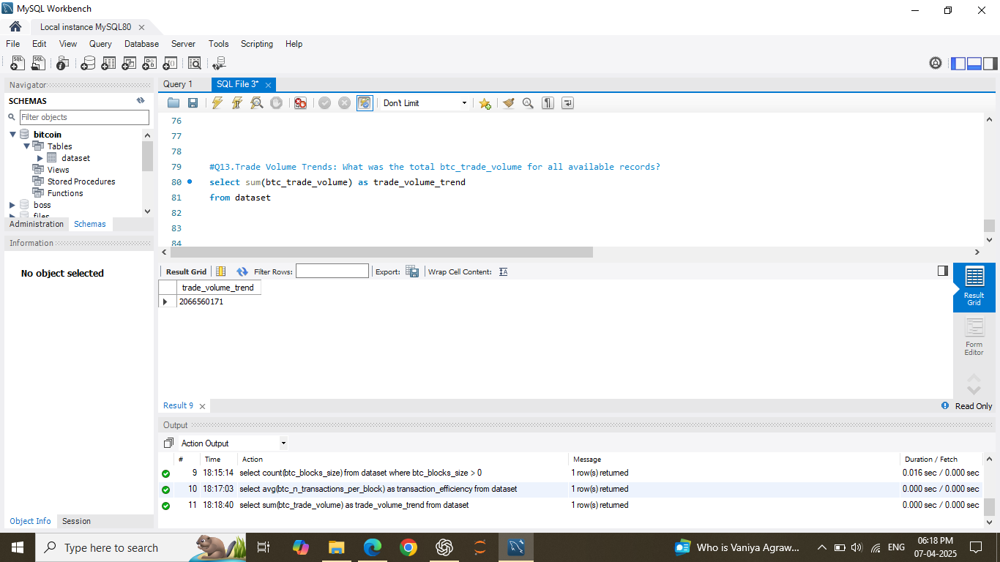 MySQL Workbench
Local instance MySQL80
File Edit View Query Database Server Tools Scripting Help
Navigator
SCHEMAS
Filter objects
bitcoin
Tables
dataset
Views
Stored Procedures
Functions
boss
files
Administration Schemas
Information
No object selected
Object Info Session
Query 1 SQL File 3*
Don't Limit
76
77
78
79 #Q13.Trade Volume Trends: What was the total btc_trade_volume for all available records?
80 select sum(btc_trade_volume) as trade_volume_trend
81 from dataset
82
83
84
Result Grid Filter Rows: Export: Wrap Cell Content:
trade_volume_trend
2066560171
Result Grid
Form Editor
Result 9 Read Only
Output
Action Output
# Time Action Message Duration / Fetch
9 18:15:14 select count(btc_blocks_size) from dataset where btc_blocks_size > 0 1 row(s) returned 0.016 sec / 0.000 sec
10 18:17:03 select avg(btc_n_transactions_per_block) as transaction_efficiency from dataset 1 row(s) returned 0.000 sec / 0.000 sec
11 18:18:40 select sum(btc_trade_volume) as trade_volume_trend from dataset 1 row(s) returned 0.000 sec / 0.000 sec
Type here to search
Who is Vaniya Agraw...
ENG
06:18 PM
07-04-2025